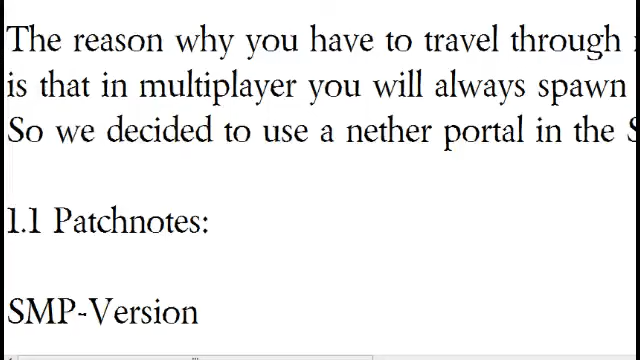 The reason why you have to travel through
is that in multiplayer you will always spawn
So we decided to use a nether portal in the
1.1 Patchnotes:
SMP-Version